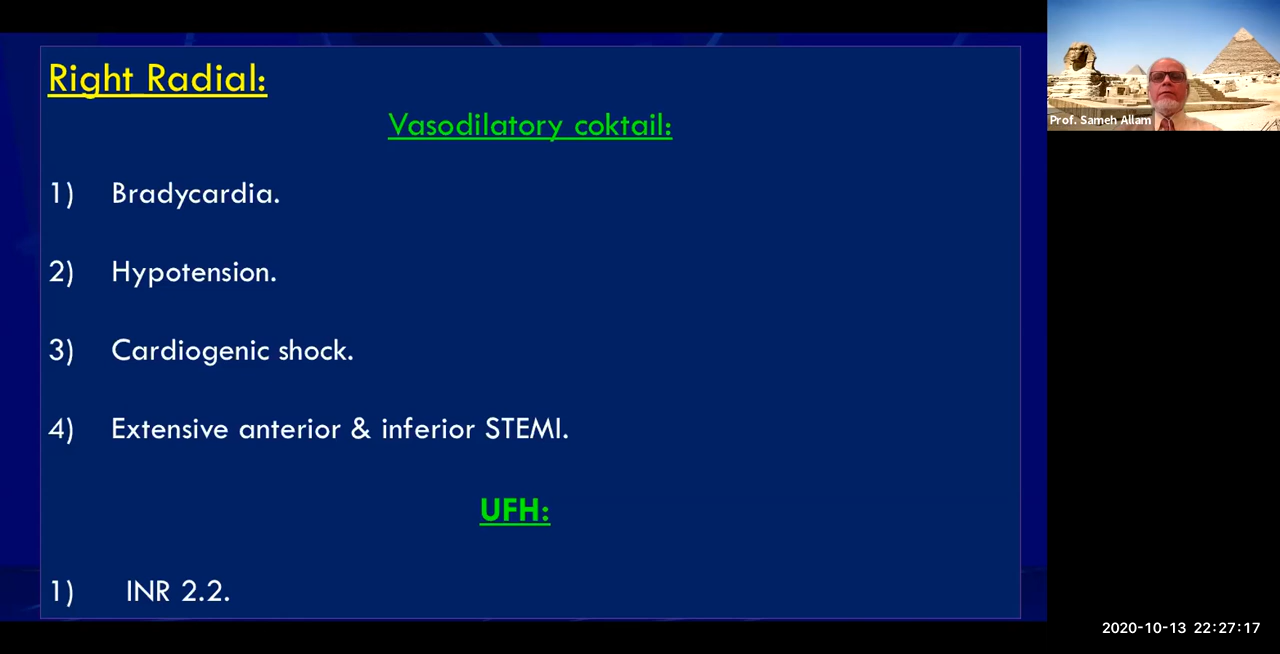 Right Radial:
Vasodilatory coktail:
1) Bradycardia.
2) Hypotension.
3) Cardiogenic shock.
4) Extensive anterior & inferior STEMI.
UFH:
1) INR 2.2.
Prof. Sameh Allam
2020-10-13 22:27:17